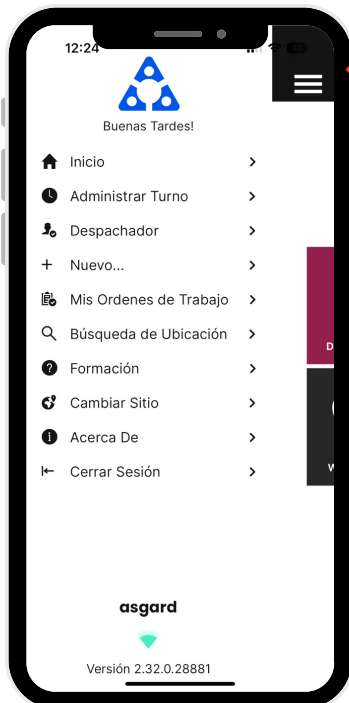 12:24
Buenas Tardes!
Inicio
Administrar Turno
Despachador
Nuevo...
Mis Ordenes de Trabajo
Búsqueda de Ubicación
Formación
Cambiar Sitio
Acerca De
Cerrar Sesión
D
W
asgard
Versión 2.32.0.28881